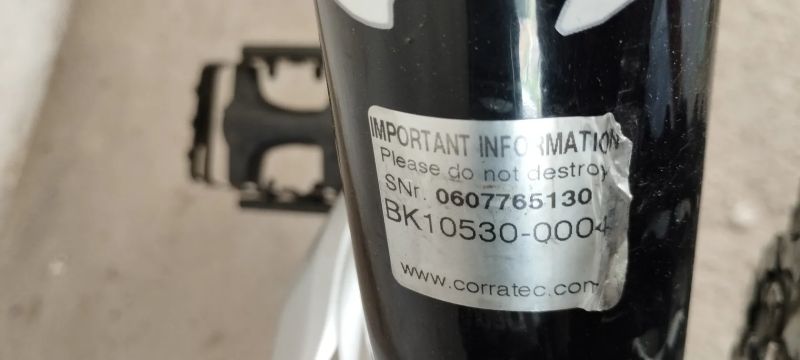 IMPORTANT INFORMATION
Please do not destroy
SNr. 0607765130
BK10530-0004
www.corratec.com